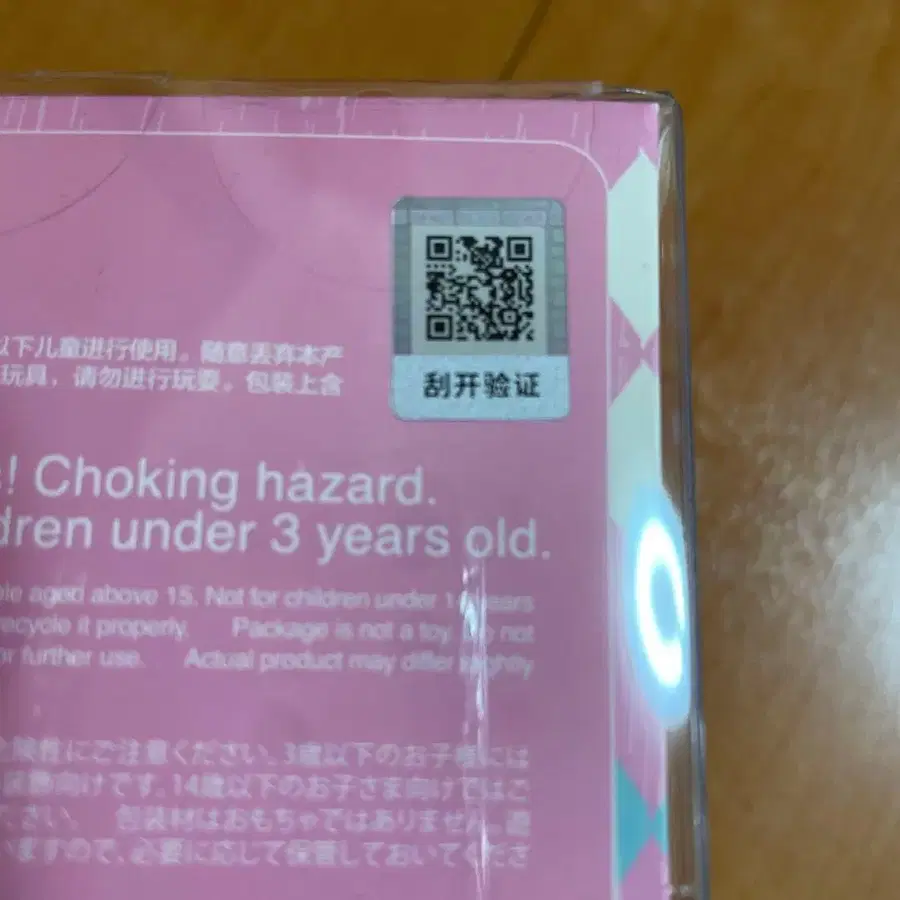 刮开验证
以下儿童进行使用。随意丢弃本产
玩具，请勿进行玩耍。包装上含
! Choking hazard.
dren under 3 years old.
aged above 15. Not for children under years
recycle it properly. Package is not a toy. Do not
or further use. Actual product may differ slightly
にご注意ください。3歳以下のお子様には
向けです。14歳以下のお子さま向けではご
ださい。 包装材はおもちゃではありません。
いますので、必要に応じて保管しておいてくださ